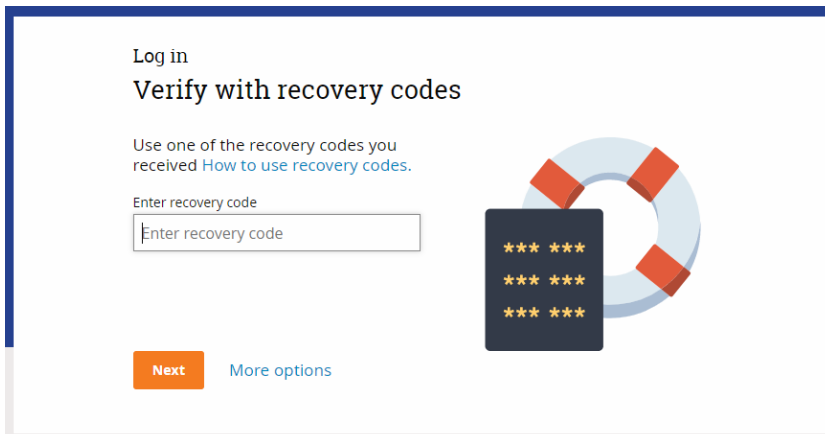 Log in
Verify with recovery codes
Use one of the recovery codes you
received How to use recovery codes.
Enter recovery code
Enter recovery code
*** ***
*** ***
*** ***
Next More options